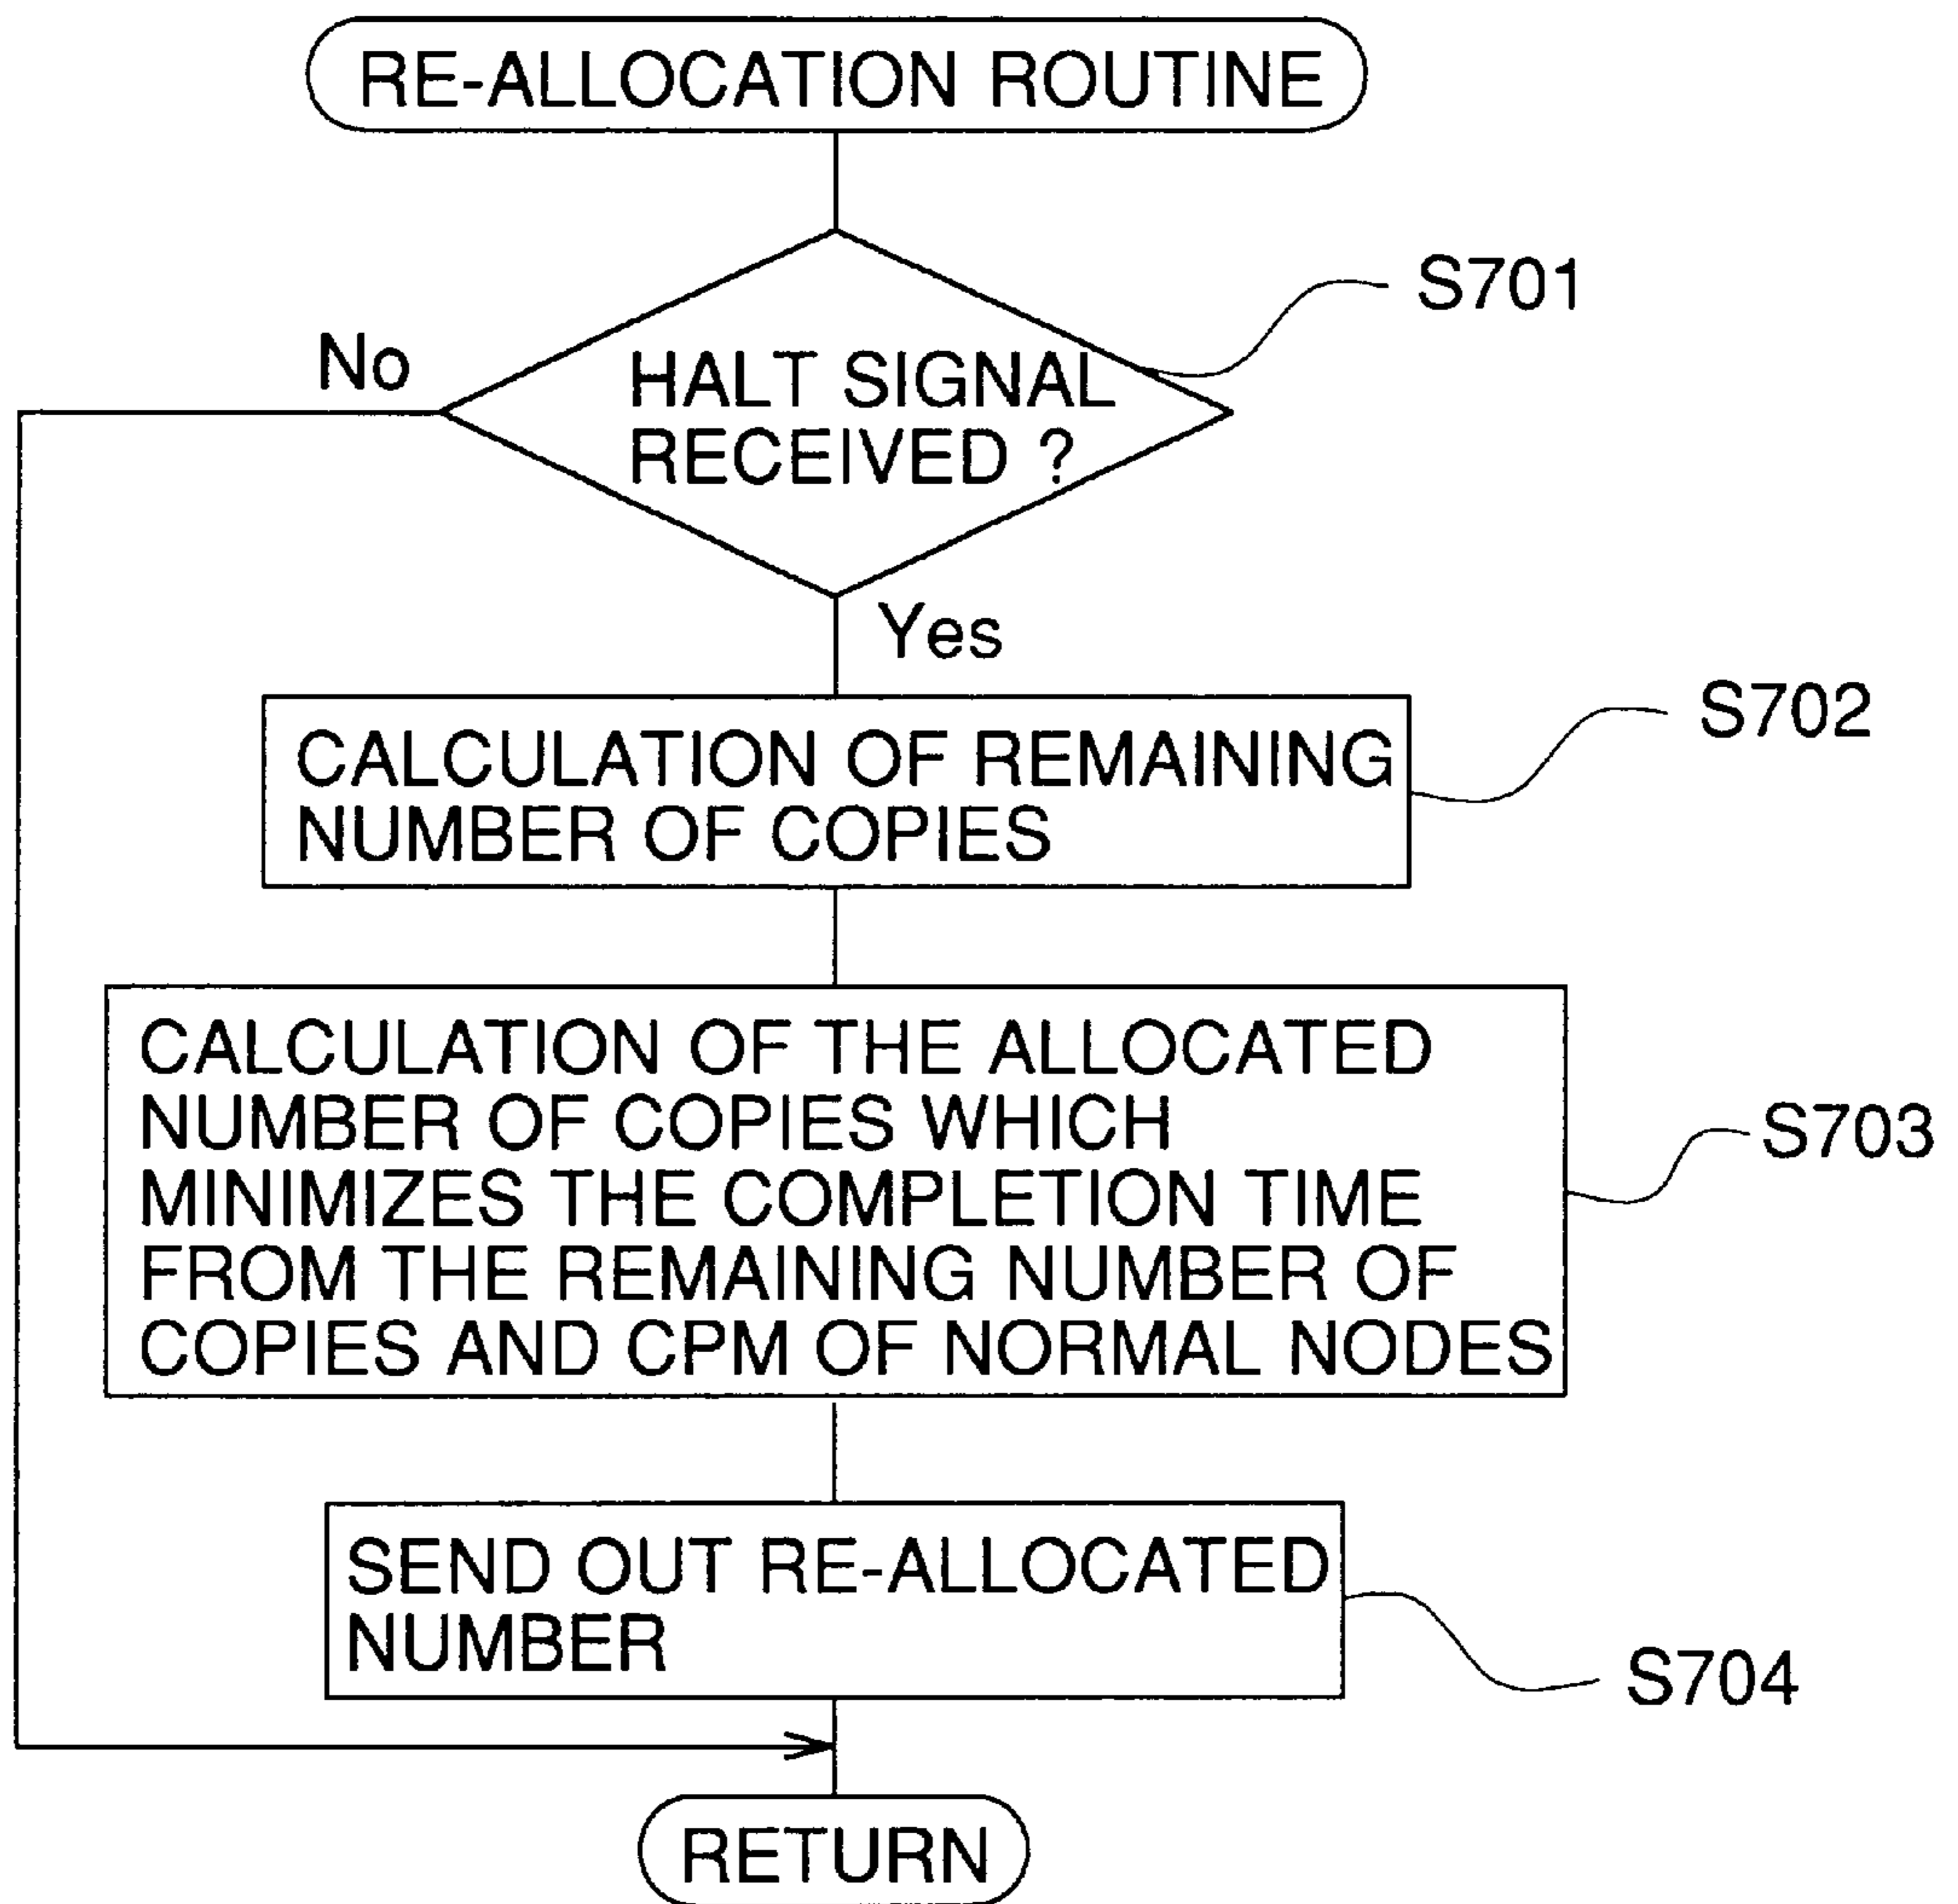 RE-ALLOCATION ROUTINE
S701
No
HALT SIGNAL
RECEIVED ?
Yes
S702
CALCULATION OF REMAINING
NUMBER OF COPIES
CALCULATION OF THE ALLOCATED
NUMBER OF COPIES WHICH
MINIMIZES THE COMPLETION TIME
FROM THE REMAINING NUMBER OF
COPIES AND CPM OF NORMAL NODES
S703
SEND OUT RE-ALLOCATED
NUMBER
S704
RETURN